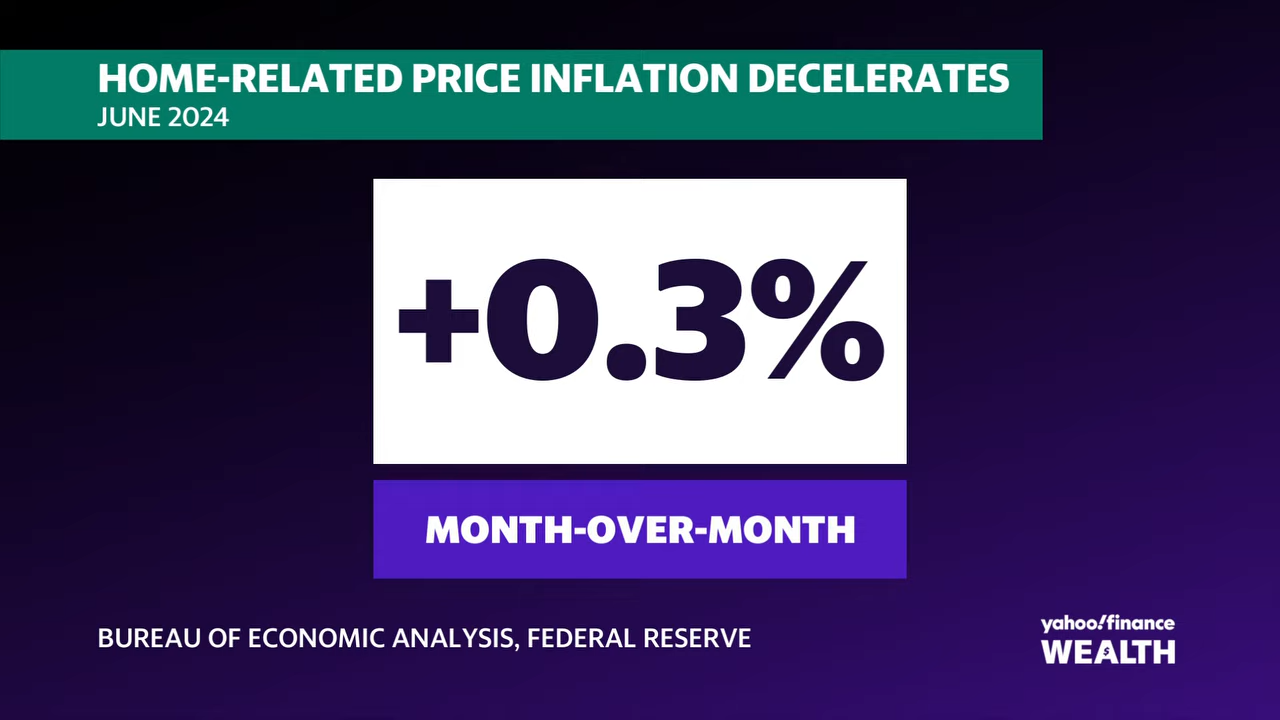 HOME-RELATED PRICE INFLATION DECELERATES
JUNE 2024
+0.3%
MONTH-OVER-MONTH
BUREAU OF ECONOMIC ANALYSIS, FEDERAL RESERVE
yahoo!finance
WEALTH